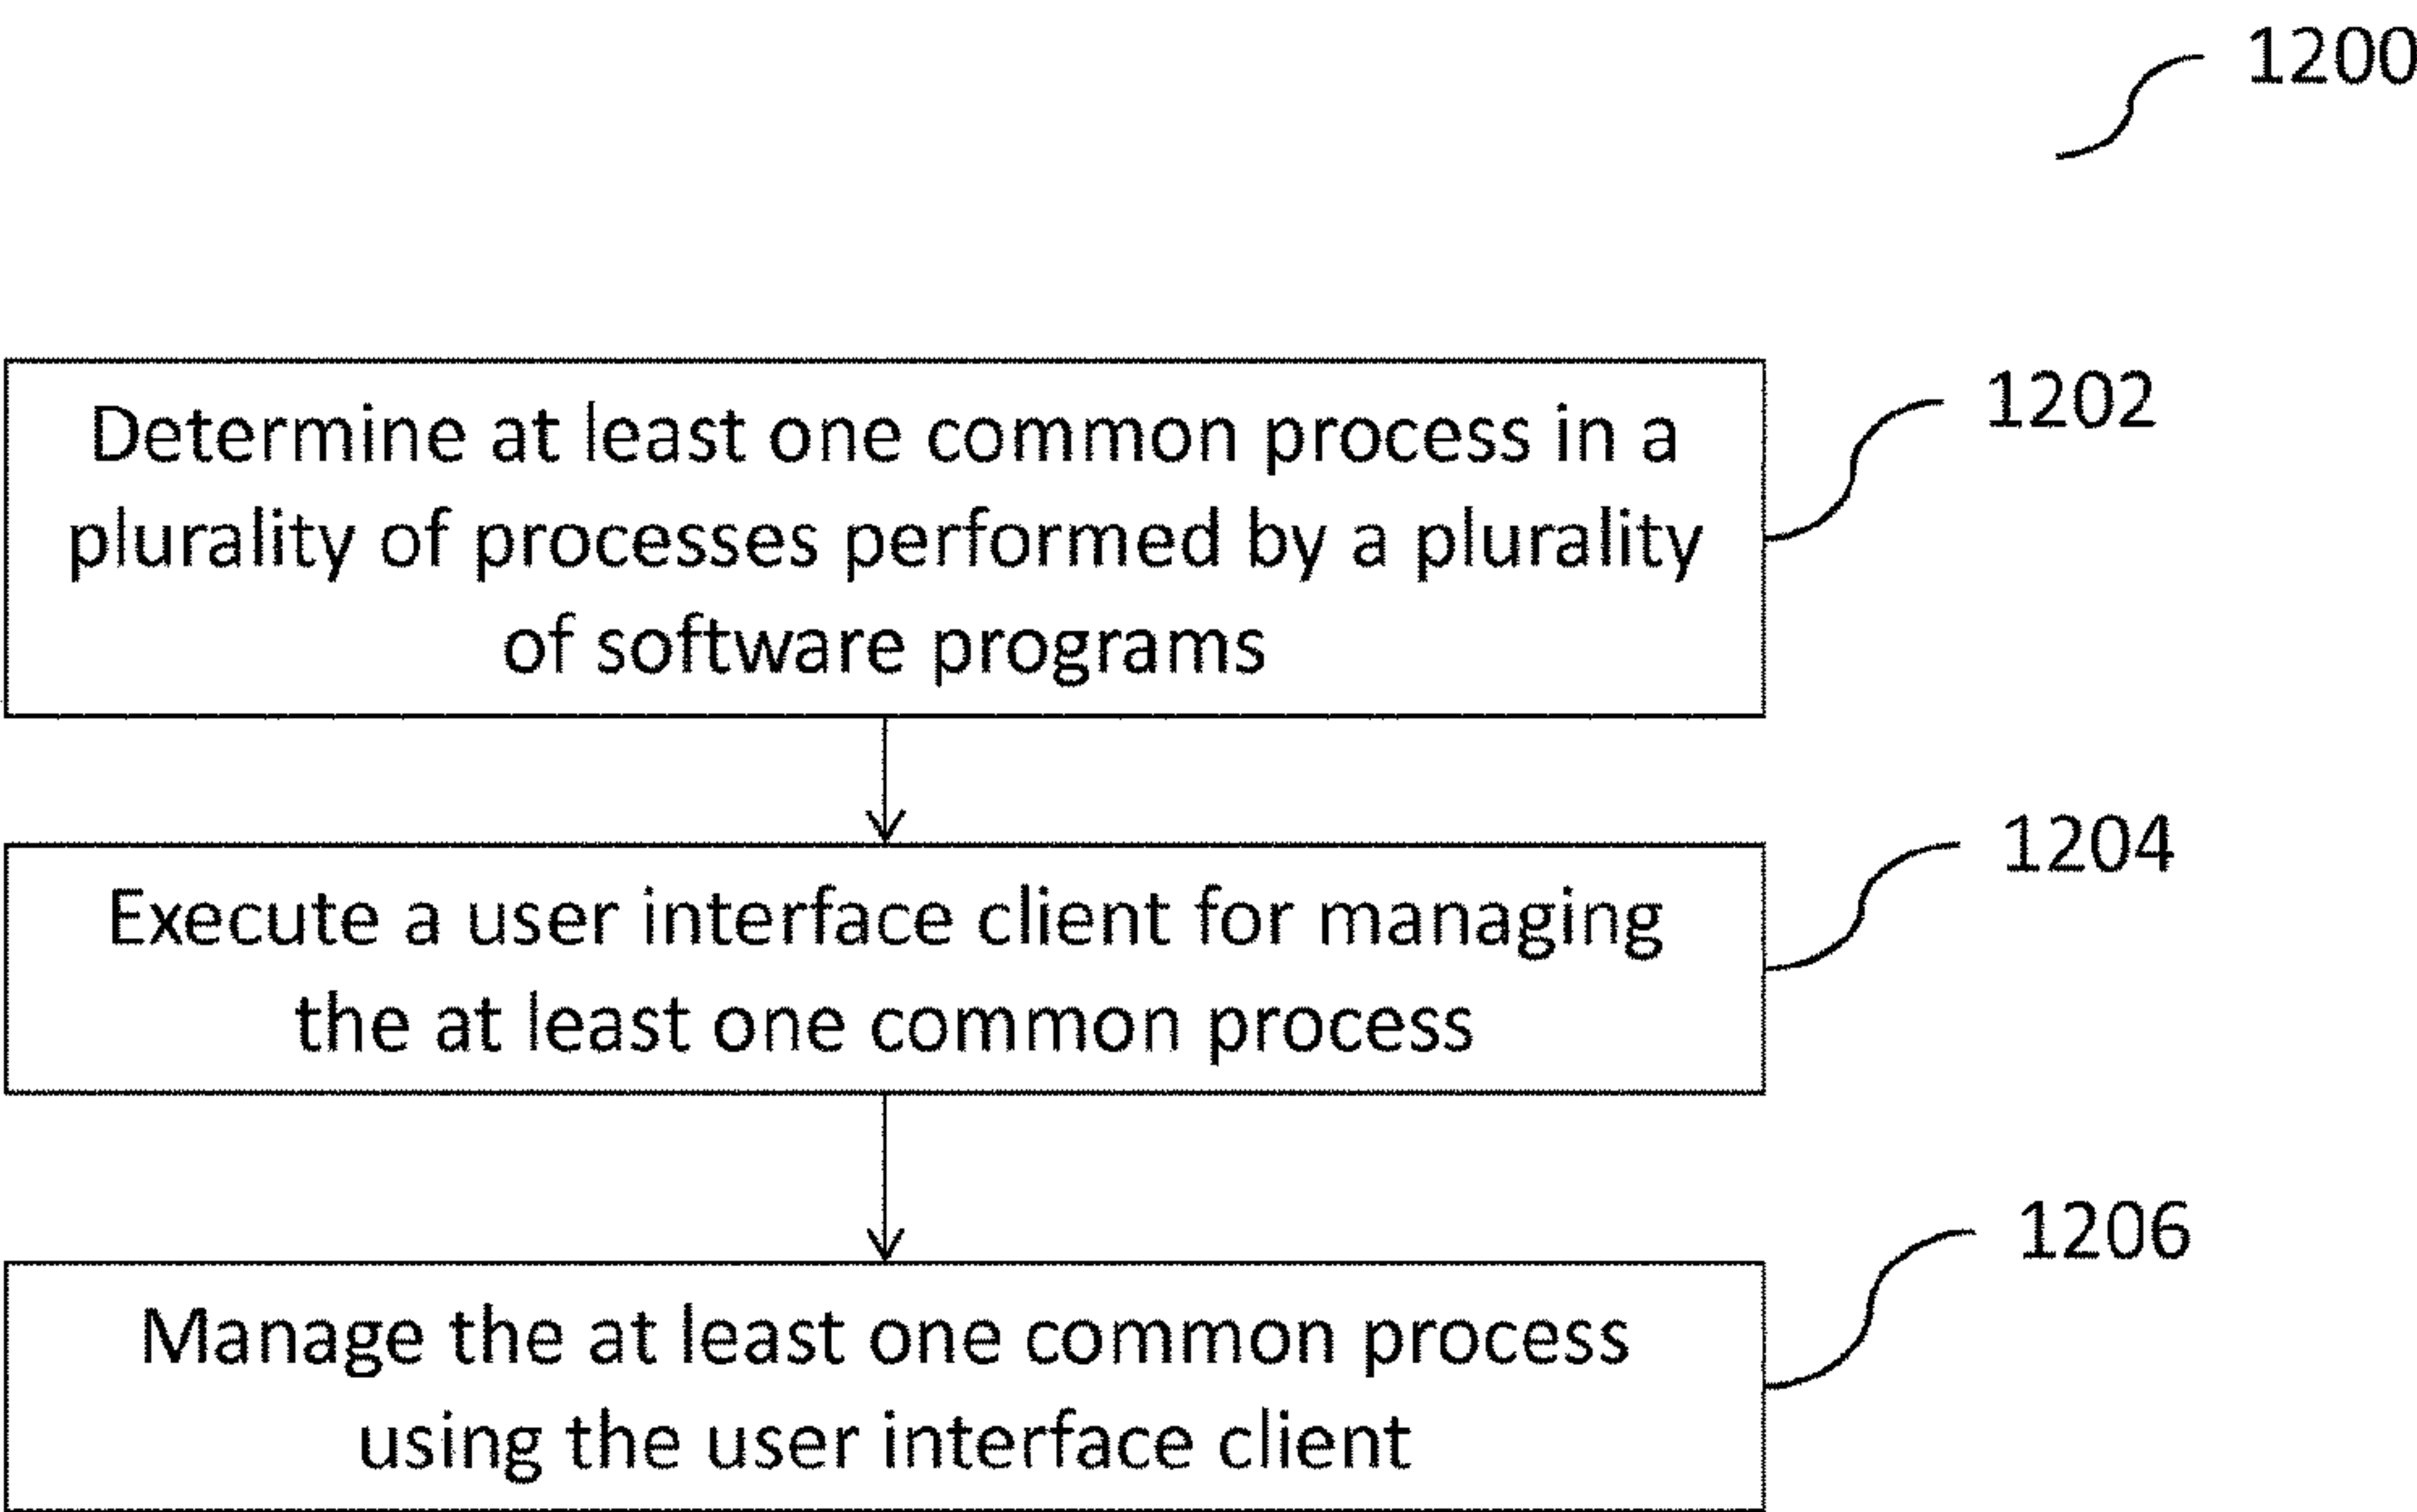 1200
Determine at least one common process in a
1202
plurality of processes performed by a plurality
of software programs
1204
Execute a user interface client for managing
the at least one common process
1206
Manage the at least one common process
using the user interface client